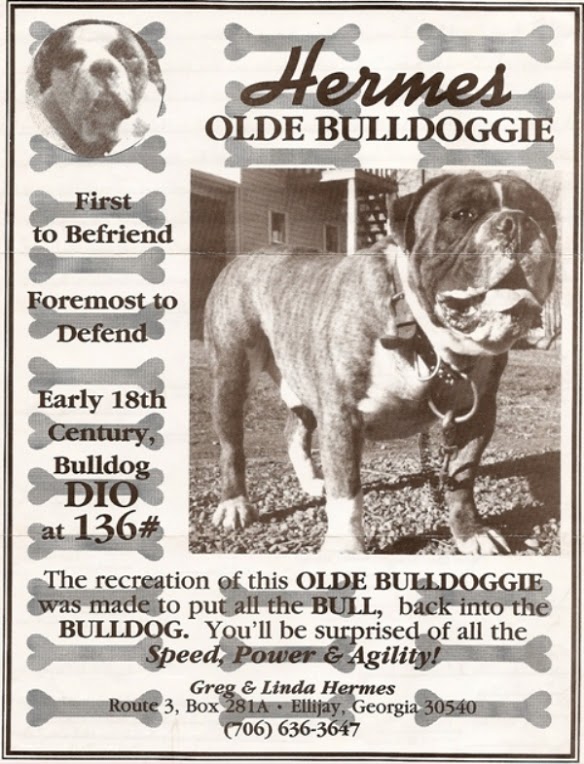 Hermes
OLDE BULLDOGGIE
First
to Befriend
Foremost to
Defend
Early 18th
Century,
Bulldog
DIO
at 136#
The recreation of this OLDE BULLDOGGIE
was made to put all the BULL, back into the
BULLDOG. You'll be surprised of all the
Speed, Power & Agility!
Greg & Linda Hermes
Route 3, Box 281A • Ellijay, Georgia 30540
(706) 636-3647